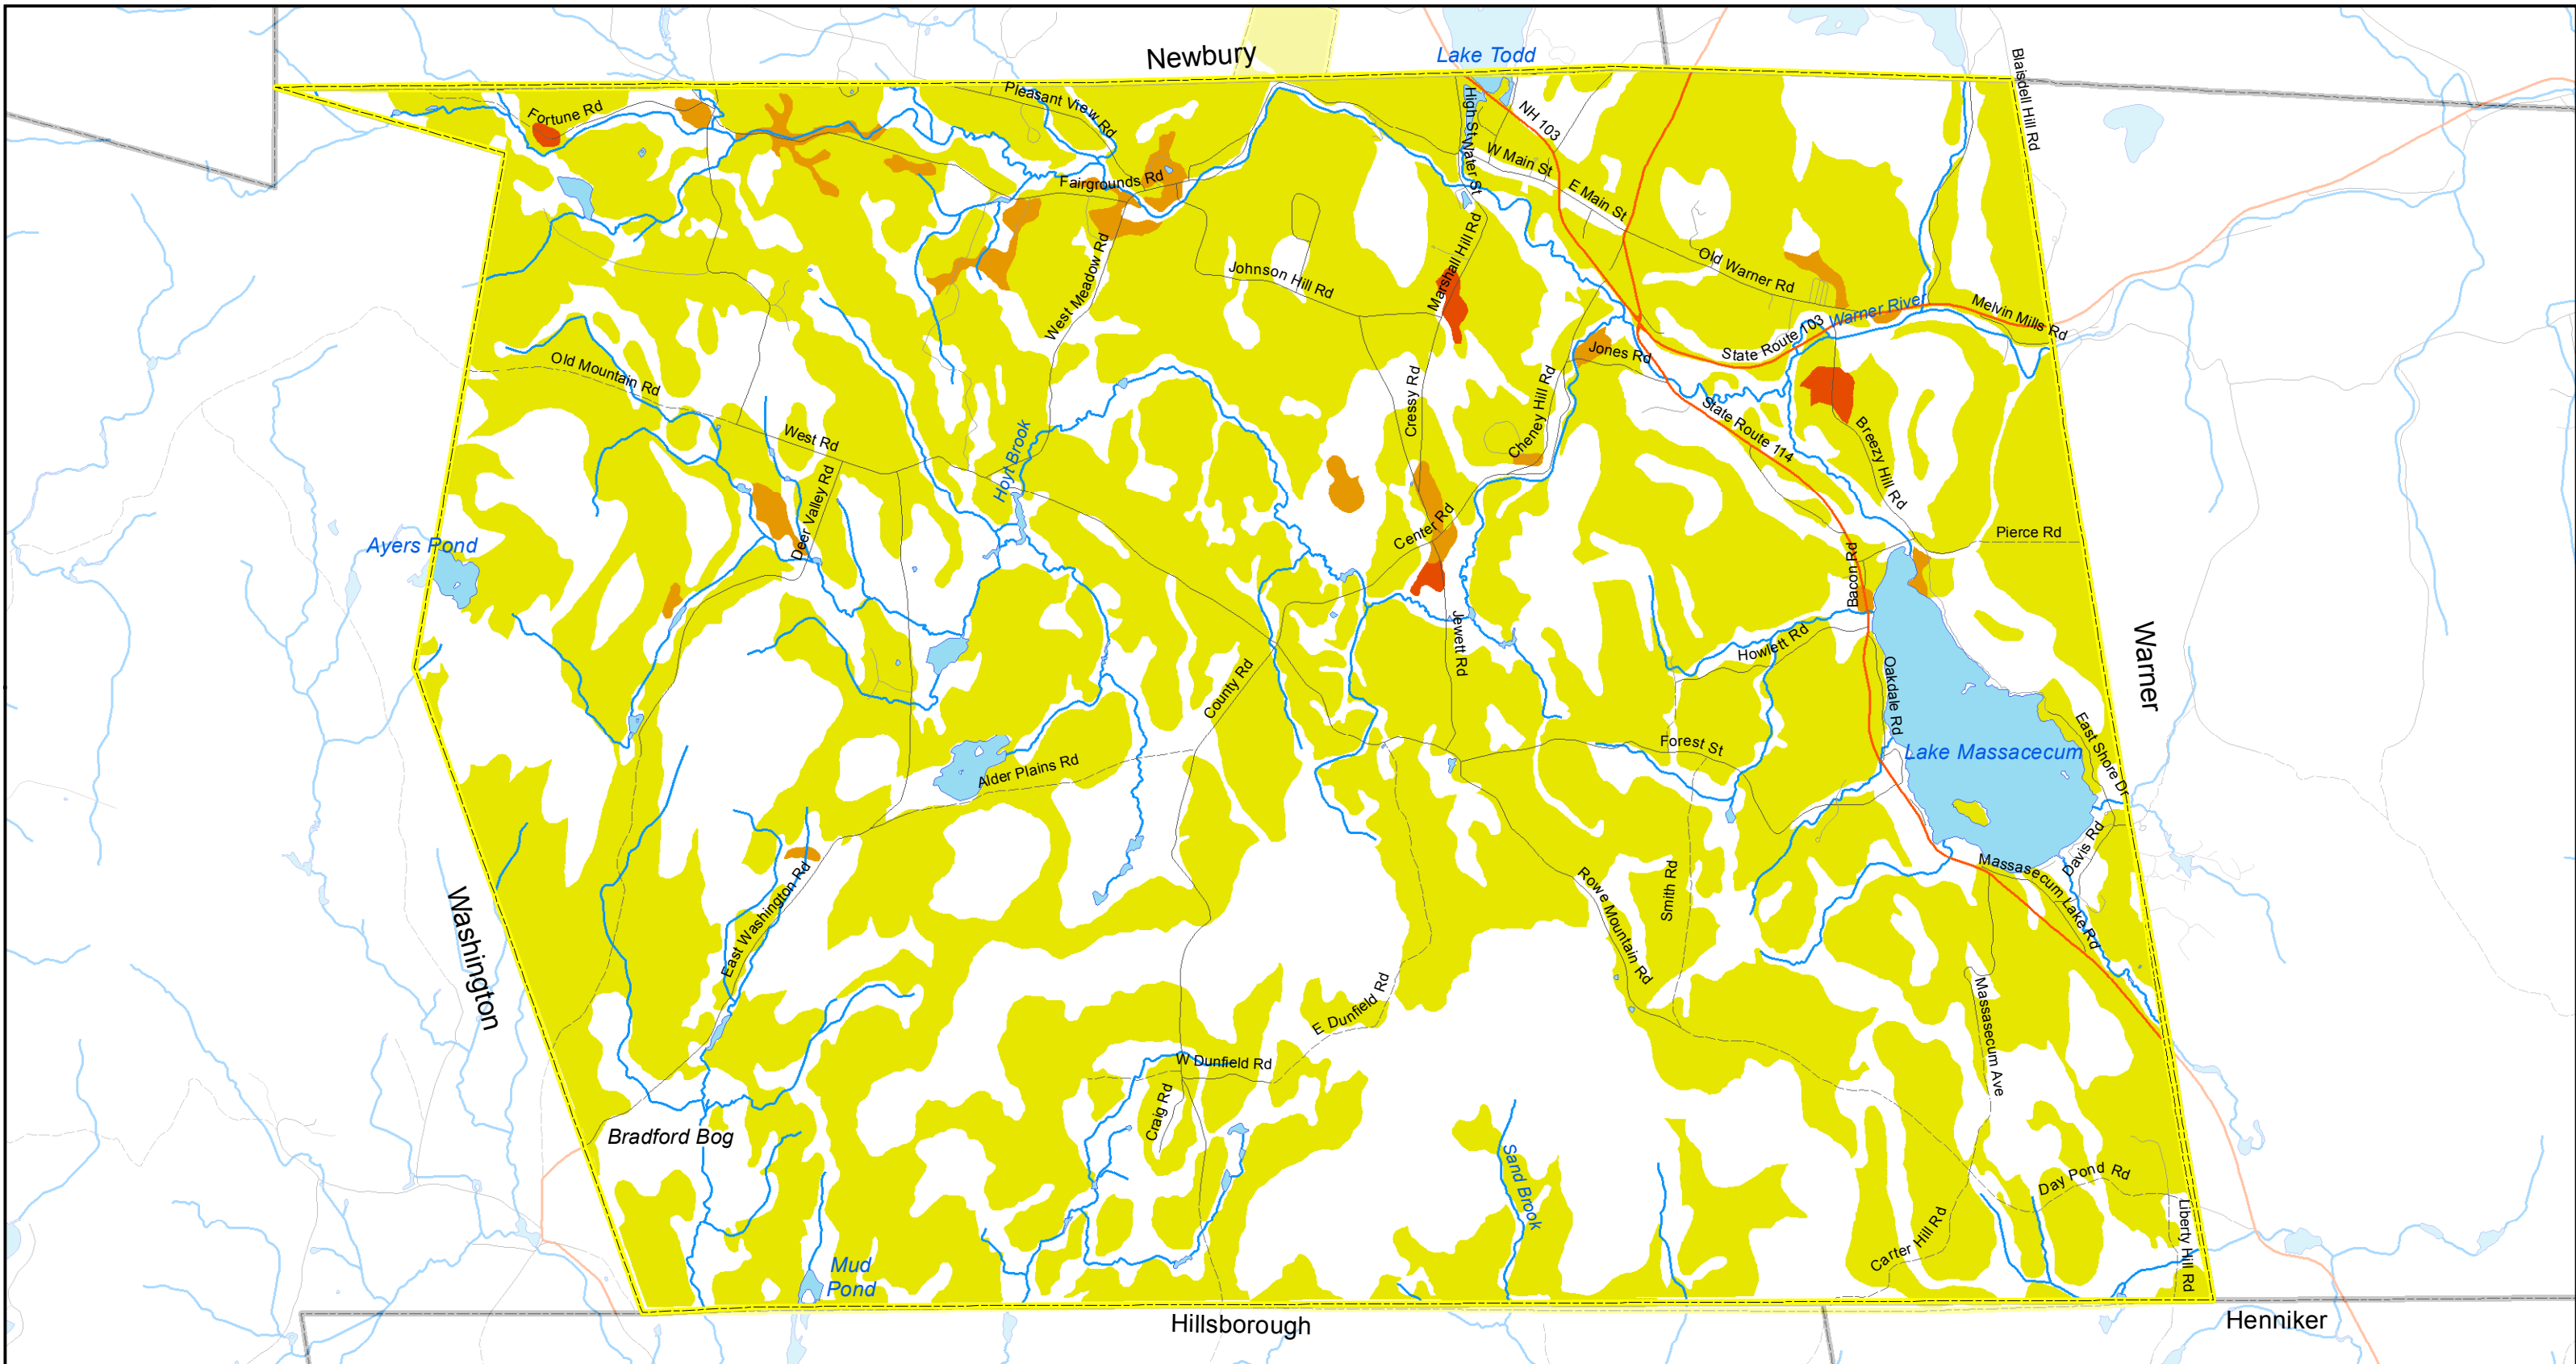 Newbury
Lake Todd
Blaisdell Hill Rd
Fortune Rd
Pleasant View Rd
High St
Water St
NH 103
W Main St
E Main St
Fairgrounds Rd
West Meadow Rd
Johnson Hill Rd
Marshall Hill Rd
Old Warner Rd
Warner River
Melvin Mills Rd
State Route 103
Jones Rd
Old Mountain Rd
Cressy Rd
Cheney Hill Rd
State Route 114
Breezy Hill Rd
West Rd
Hoyt Brook
Deer Valley Rd
Center Rd
Pierce Rd
Ayers Pond
Bacon Rd
Jewett Rd
Howlett Rd
Oakdale Rd
Warner
County Rd
Forest St
Lake Massacecum
East Shore Dr
Alder Plains Rd
Davis Rd
Massasecum Lake Rd
Washington
East Washington Rd
Smith Rd
Rowe Mountain Rd
E Dunfield Rd
W Dunfield Rd
Massasecum Ave
Craig Rd
Bradford Bog
Sand Brook
Day Pond Rd
Carter Hill Rd
Liberty Hill Rd
Mud
Pond
Hillsborough
Henniker